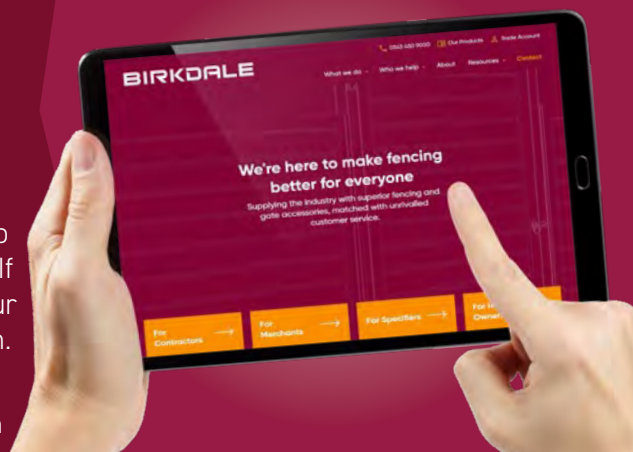 Our Products Trade Account
BIRKDALE
What we do Who we help About Resources Contact
We're here to make fencing
better for everyone
Supplying the industry with superior fencing and
gate accessories, matched with unrivalled
customer service.
For
Contractors
For
Merchants
For Specifiers
For